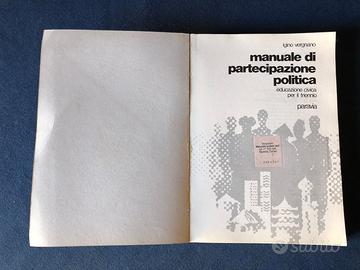 igino vergnano
manuale di
partecipazione
politica
educazione civica
per il triennio
paravia
subito